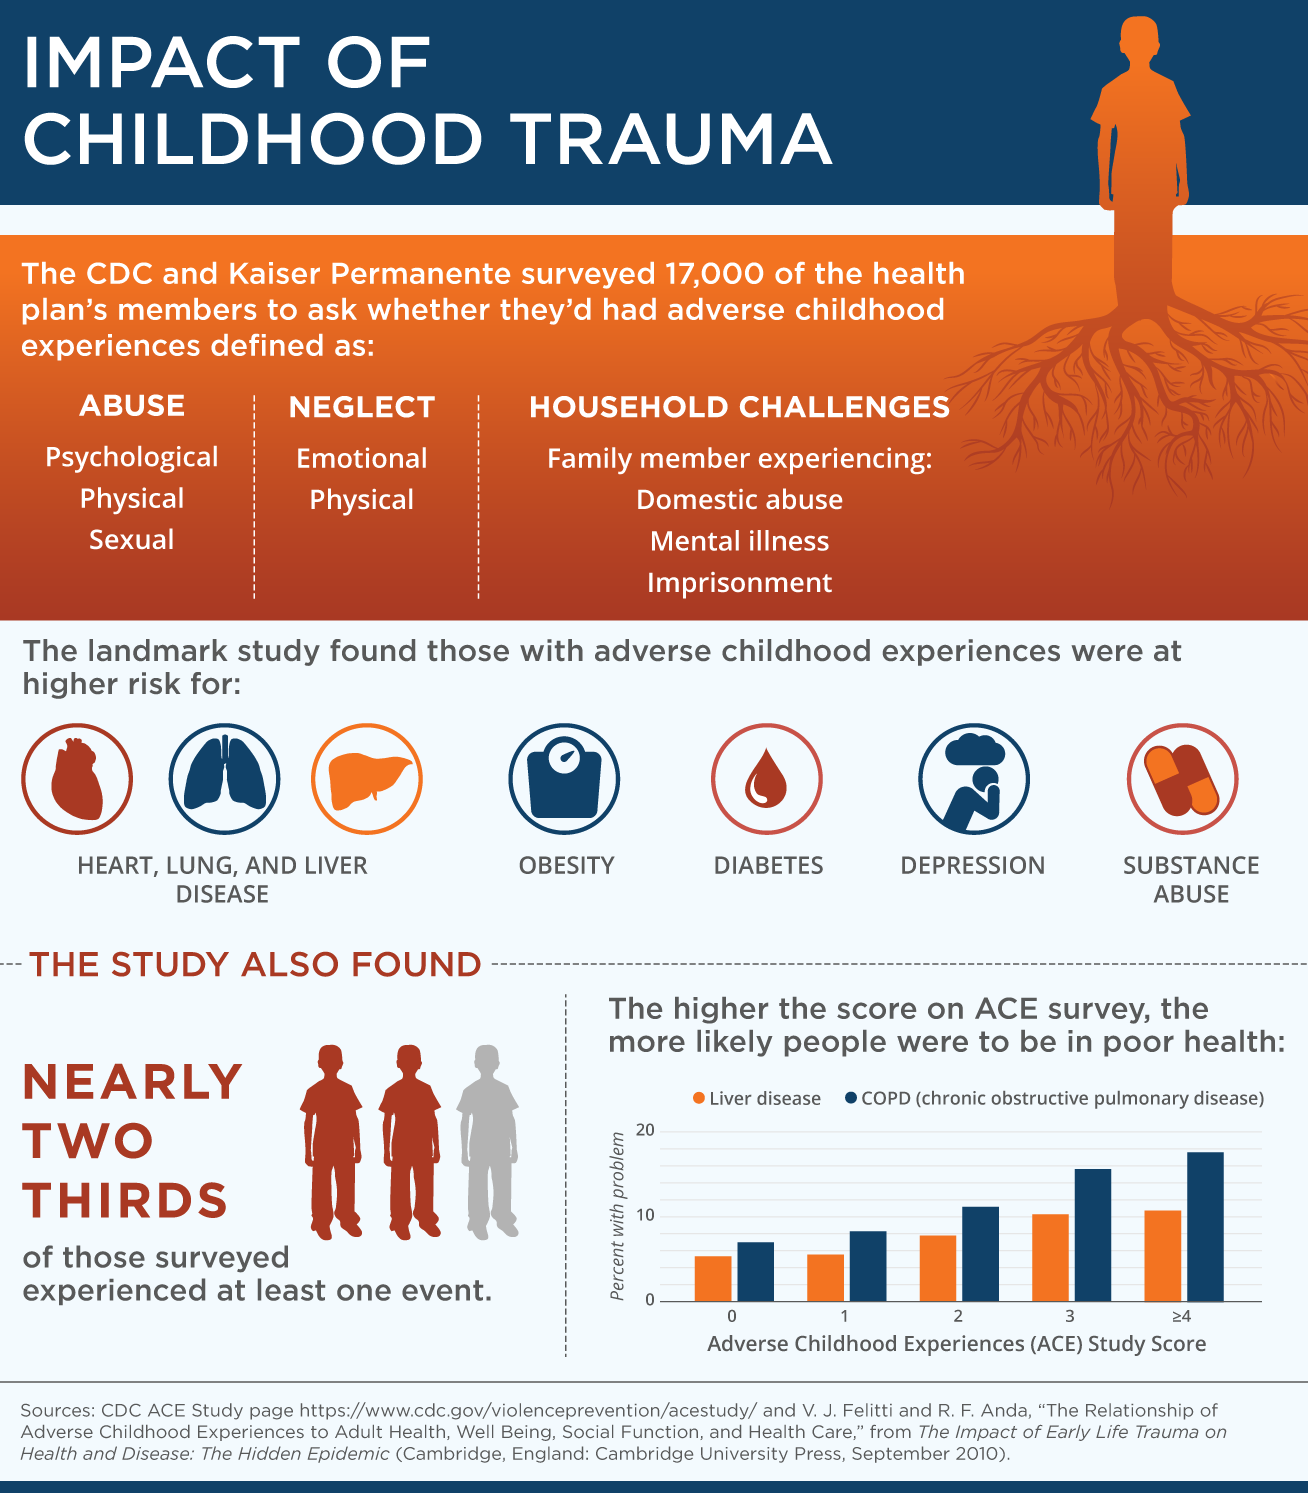 IMPACT OF
CHILDHOOD TRAUMA
The CDC and Kaiser Permanente surveyed 17,000 of the health
plan’s members to ask whether they’d had adverse childhood
experiences defined as:
ABUSE
Psychological
Physical
Sexual
NEGLECT
Emotional
Physical
HOUSEHOLD CHALLENGES
Family member experiencing:
Domestic abuse
Mental illness
Imprisonment
The landmark study found those with adverse childhood experiences were at
higher risk for:
HEART, LUNG, AND LIVER
DISEASE
OBESITY
DIABETES
DEPRESSION
SUBSTANCE
ABUSE
THE STUDY ALSO FOUND
NEARLY
TWO
THIRDS
of those surveyed
experienced at least one event.
The higher the score on ACE survey, the
more likely people were to be in poor health:
Liver disease COPD (chronic obstructive pulmonary disease)
Percent with problem
20
10
0
0 1 2 3 ≥4
Adverse Childhood Experiences (ACE) Study Score
Sources: CDC ACE Study page https://www.cdc.gov/violenceprevention/acestudy/ and V. J. Felitti and R. F. Anda, “The Relationship of
Adverse Childhood Experiences to Adult Health, Well Being, Social Function, and Health Care,” from The Impact of Early Life Trauma on
Health and Disease: The Hidden Epidemic (Cambridge, England: Cambridge University Press, September 2010).